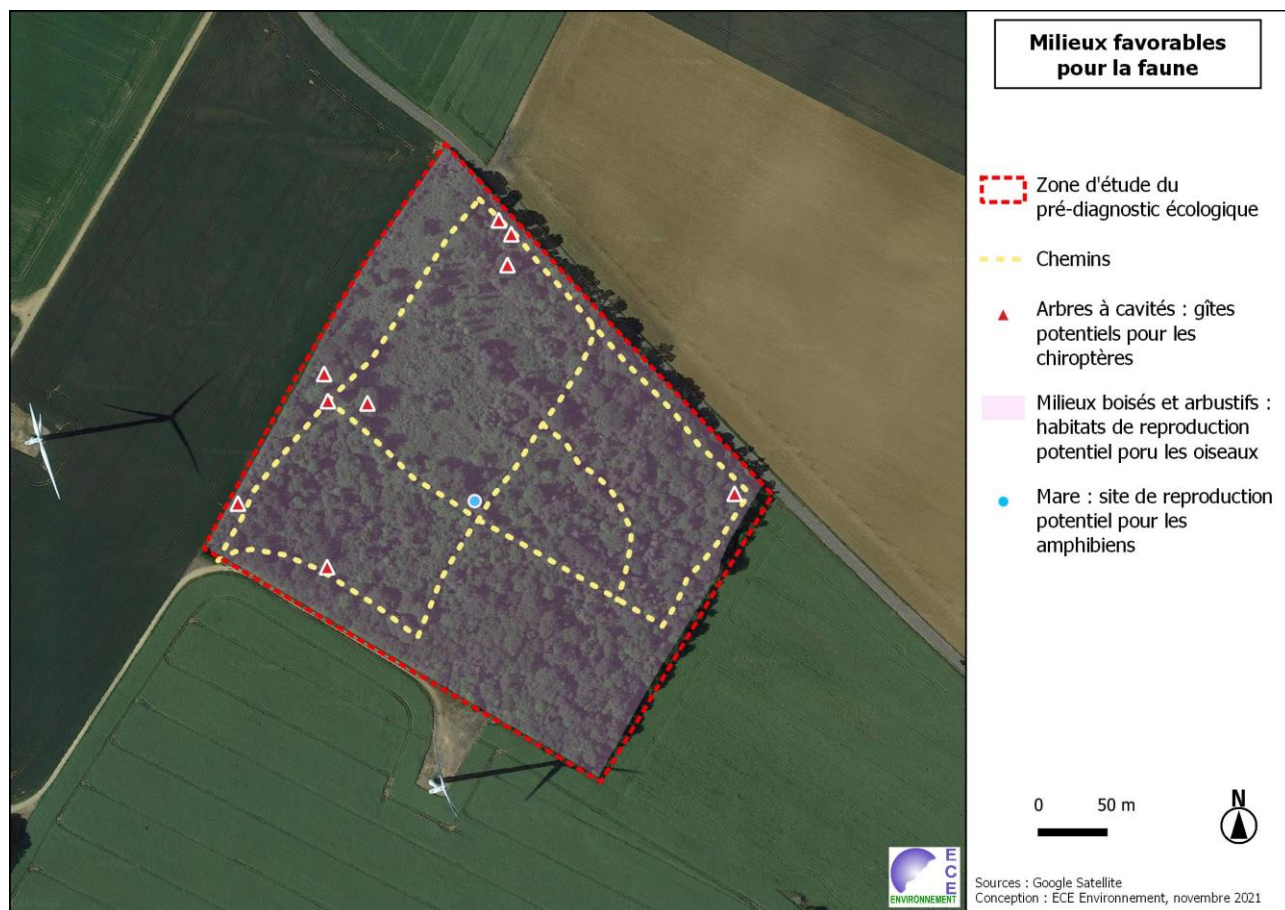 Milieux favorables
pour la faune
Zone d'étude du
pré-diagnostic écologique
Chemins
Arbres à cavités : gîtes
potentiels pour les
chiroptères
Milieux boisés et arbustifs :
habitats de reproduction
potentiel poru les oiseaux
Mare : site de reproduction
potentiel pour les
amphibiens
0 50 m
N
E
C
E
ENVIRONNEMENT
Sources : Google Satellite
Conception : ECE Environnement, novembre 2021